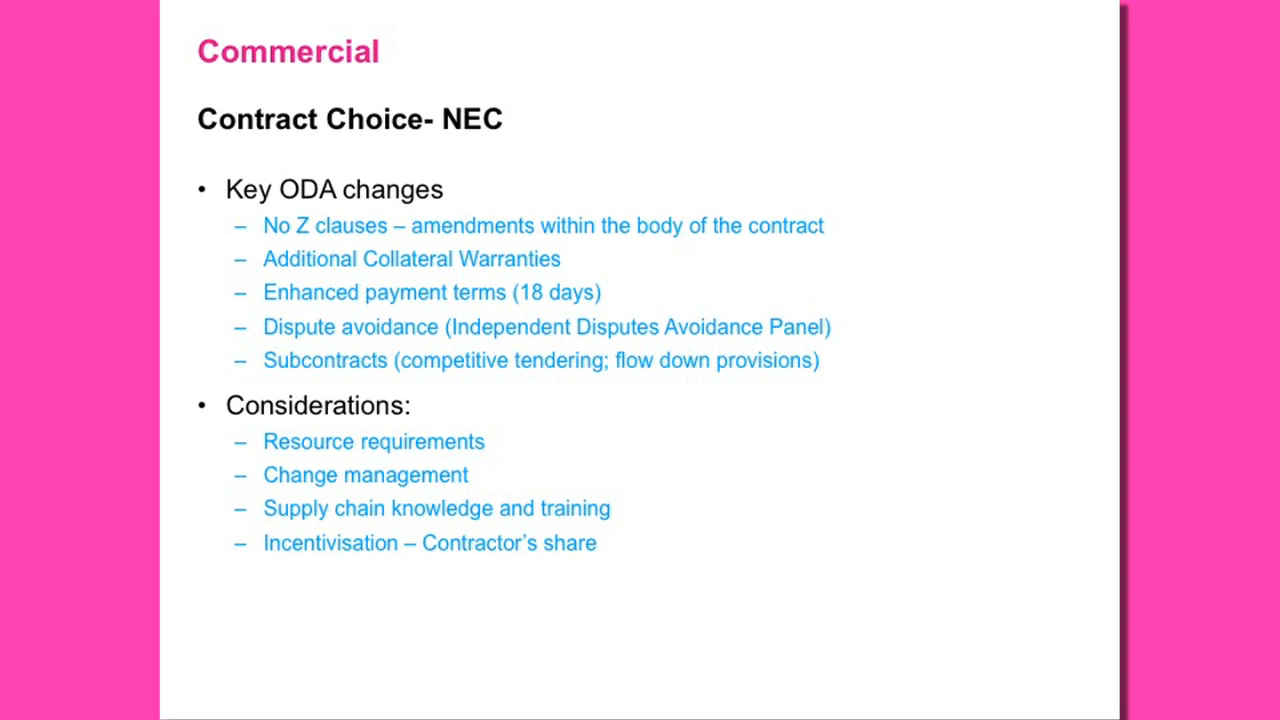 Commercial
Contract Choice- NEC
• Key ODA changes
– No Z clauses – amendments within the body of the contract
– Additional Collateral Warranties
– Enhanced payment terms (18 days)
– Dispute avoidance (Independent Disputes Avoidance Panel)
– Subcontracts (competitive tendering; flow down provisions)
• Considerations:
– Resource requirements
– Change management
– Supply chain knowledge and training
– Incentivisation – Contractor’s share